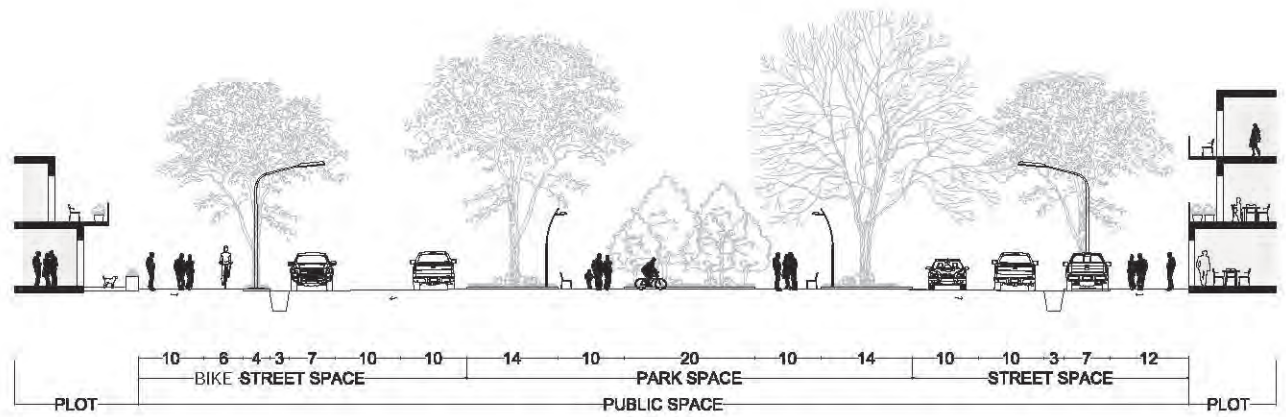 10 6 4 3 7 10 10 14 10 20 10 14 10 10 3 7 12
BIKE STREET SPACE PARK SPACE STREET SPACE
PLOT PUBLIC SPACE PLOT